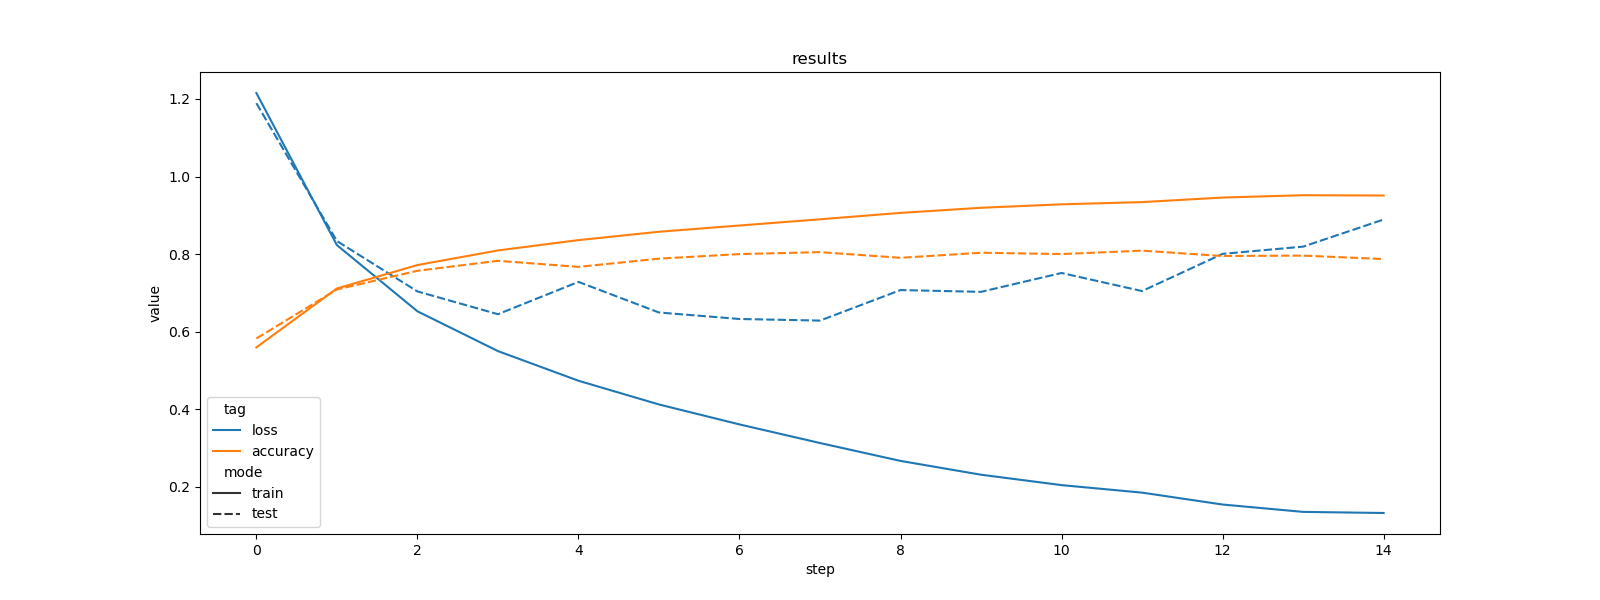 results
1.2
1.0
0.8
0.6
0.4
0.2
value
tag
loss
accuracy
mode
train
test
0 2 4 6 8 10 12 14
step